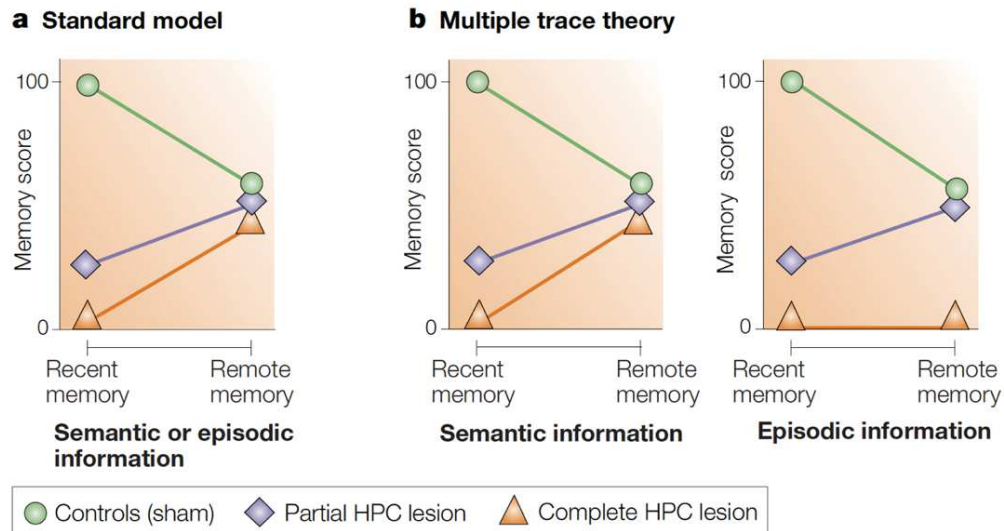 a Standard model
100
0
Memory score
Recent
memory
Remote
memory
Semantic or episodic
information
b Multiple trace theory
100
0
Memory score
Recent
memory
Remote
memory
Semantic information
100
0
Memory score
Recent
memory
Remote
memory
Episodic information
Controls (sham) Partial HPC lesion Complete HPC lesion